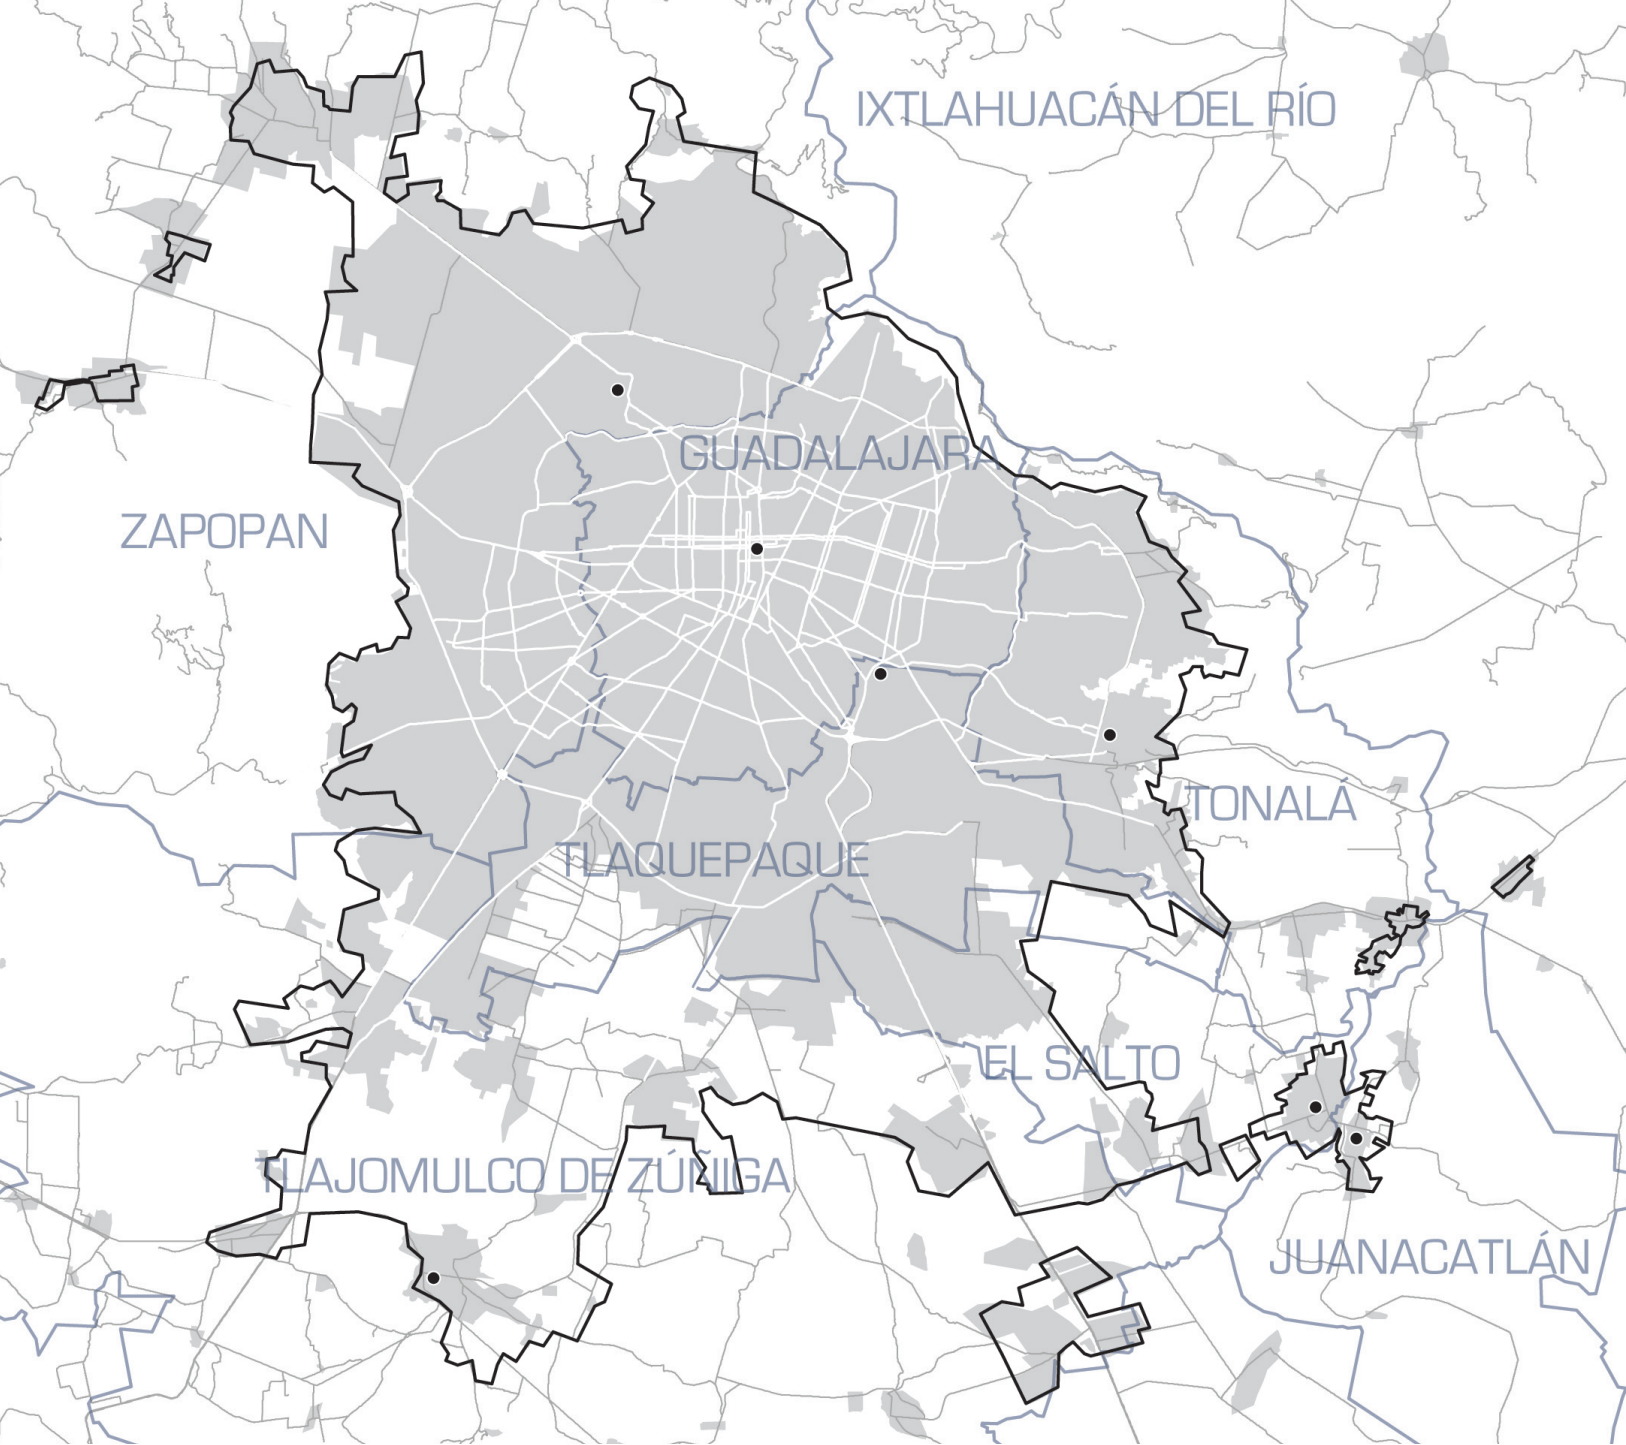 IXTLAHUACÁN DEL RÍO
GUADALAJARA
ZAPOPAN
TONALÁ
TLAQUEPAQUE
EL SALTO
TLAJOMULCO DE ZÚÑIGA
JUANACATLÁN